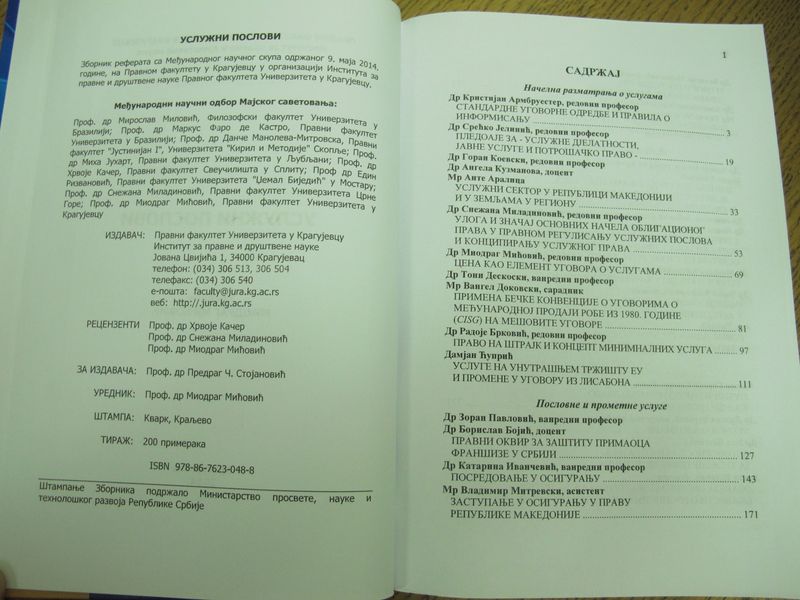 УСЛУЖНИ ПОСЛОВИ
Зборник реферата са Међународног научног скупа одржаног 9. маја 2014.
године, на Правном факултету у Крагујевцу у организацији Института за
правне и друштвене науке Правног факултета Универзитета у Крагујевцу.
Међународни научни одбор Мајског саветовања:
Проф. др Мирослав Миловић, Филозофски факултет Универзитета у
Бразилији; Проф. др Маркус Фаро де Кастро, Правни факултет
Универзитета у Бразилији; Проф. др Данче Манолева-Митровска, Правни
факултет "Јустинијан I", Универзитета "Кирил и Методије" Скопље; Проф.
др Миха Јухарт, Правни факултет Универзитета у Љубљани; Проф. др
Хрвоје Качер, Правни факултет Свеучилишта у Сплиту; Проф др Един
Ризвановић, Правни факултет Универзитета "Џемал Биједић" у Мостару;
Проф. др Снежана Миладиновић, Правни факултет Универзитета Црне
Горе; Проф. др Миодраг Мићовић, Правни факултет Универзитета у
Крагујевцу
ИЗДАВАЧ: Правни факултет Универзитета у Крагујевцу
Институт за правне и друштвене науке
Јована Цвијића 1, 34000 Крагујевац
телефон: (034) 306 513, 306 504
телефакс: (034) 306 540
е-пошта: faculty@jura.kg.ac.rs
веб: http://.jura.kg.ac.rs
РЕЦЕНЗЕНТИ Проф. др Хрвоје Качер
Проф. др Снежана Миладиновић
Проф. др Миодраг Мићовић
ЗА ИЗДАВАЧА: Проф. др Предраг Ч. Стојановић
УРЕДНИК: Проф. др Миодраг Мићовић
ШТАМПА: Кварк, Краљево
ТИРАЖ: 200 примерака
ISBN 978-86-7623-048-8
Штампање Зборника подржало Министарство просвете, науке и
технолошког развоја Републике Србије
1
САДРЖАЈ
Начелна разматрања о услугама
Др Кристијан Армбруестер, редовни професор
СТАНДАРДНЕ УГОВОРНЕ ОДРЕДБЕ И ПРАВИЛА О
ИНФОРМИСАЊУ ... 3
Др Срећко Јелинић, редовни професор
ПЛЕДОАЈЕ ЗА - УСЛУЖНЕ ДЈЕЛАТНОСТИ,
ЈАВНЕ УСЛУГЕ И ПОТРОШАЧКО ПРАВО - ... 19
Др Горан Коевски, редовни професор
Др Ангела Кузманова, доцент
Мр Анте Аралица
УСЛУЖНИ СЕКТОР У РЕПУБЛИЦИ МАКЕДОНИЈИ
И У ЗЕМЉАМА У РЕГИОНУ ... 33
Др Снежана Миладиновић, редовни професор
УЛОГА И ЗНАЧАЈ ОСНОВНИХ НАЧЕЛА ОБЛИГАЦИОНОГ
ПРАВА У ПРАВНОМ РЕГУЛИСАЊУ УСЛУЖНИХ ПОСЛОВА
И КОНЦИПИРАЊУ УСЛУЖНОГ ПРАВА ... 53
Др Миодраг Мићовић, редовни професор
ЦЕНА КАО ЕЛЕМЕНТ УГОВОРА О УСЛУГАМА ... 69
Др Тони Дескоски, ванредни професор
Мр Вангел Доковски, сарадник
ПРИМЕНА БЕЧКЕ КОНВЕНЦИЈЕ О УГОВОРИМА О
МЕЂУНАРОДНОЈ ПРОДАЈИ РОБЕ ИЗ 1980. ГОДИНЕ
(CISG) НА МЕШОВИТЕ УГОВОРЕ ... 81
Др Радоје Брковић, редовни професор
ПРАВО НА ШТРАЈК И КОНЦЕПТ МИНИМНАЛНИХ УСЛУГА ... 97
Дамјан Ћупрић
УСЛУГЕ НА УНУТРАШЊЕМ ТРЖИШТУ ЕУ
И ПРОМЕНЕ У УГОВОРУ ИЗ ЛИСАБОНА ... 111
Пословне и прометне услуге
Др Зоран Павловић, ванредни професор
Др Борислав Бојић, доцент
ПРАВНИ ОКВИР ЗА ЗАШТИТУ ПРИМАОЦА
ФРАНШИЗЕ У СРБИЈИ ... 127
Др Катарина Иванчевић, ванредни професор
ПОСРЕДОВАЊЕ У ОСИГУРАЊУ ... 143
Мр Владимир Митревски, асистент
ЗАСТУПАЊЕ У ОСИГУРАЊУ У ПРАВУ
РЕПУБЛИКЕ МАКЕДОНИЈЕ ... 171